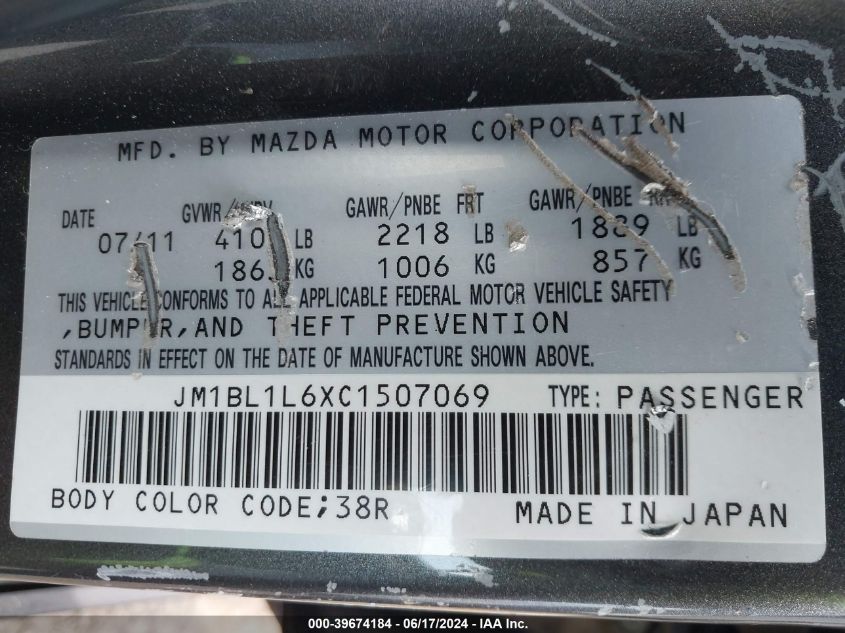 MFD. BY MAZDA MOTOR CORPORATION
DATE GAWR/PNBE FRT GAWR/PNBE
07/11 LB 2218 LB LB
KG 1006 KG 857 KG
THIS VEHICLE CONFORMS TO ALL APPLICABLE FEDERAL MOTOR VEHICLE SAFETY
,BUMPER,AND THEFT PREVENTION
STANDARDS IN EFFECT ON THE DATE OF MANUFACTURE SHOWN ABOVE.
JM1BL1L6XC1507069 TYPE: PASSENGER
BODY COLOR CODE;38R MADE IN JAPAN
000-39674184 - 06/17/2024 - IAA, Inc.